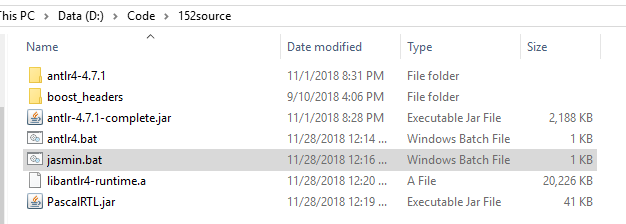 This PC > Data (D:) > Code > 152source
Name Date modified Type Size
antlr4-4.7.1 11/1/2018 8:31 PM File folder
boost_headers 9/10/2018 4:06 PM File folder
antlr-4.7.1-complete.jar 11/1/2018 8:28 PM Executable Jar File 2,188 KB
antlr4.bat 11/28/2018 12:14 ... Windows Batch File 1 KB
jasmin.bat 11/28/2018 12:16 ... Windows Batch File 1 KB
libantlr4-runtime.a 11/28/2018 12:20 ... A File 20,226 KB
PascalRTL.jar 11/28/2018 12:19 ... Executable Jar File 41 KB